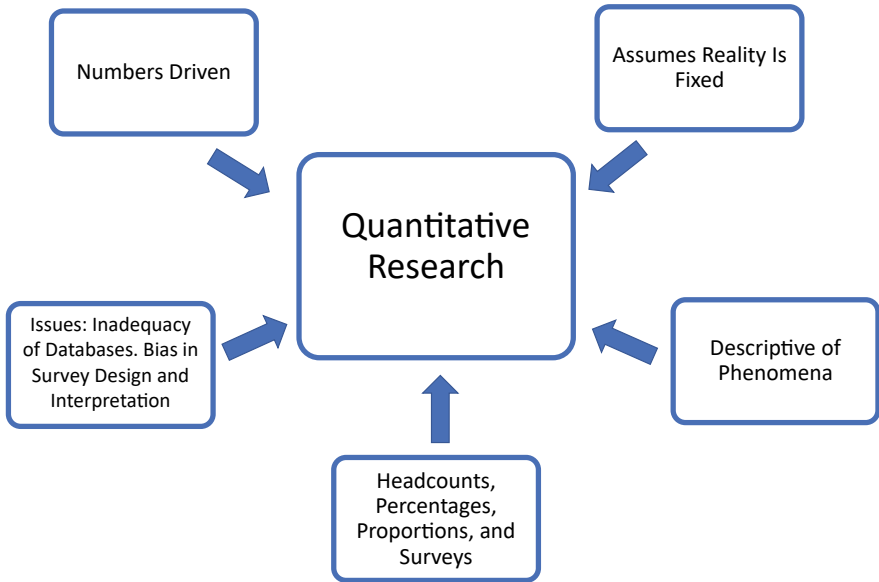 Numbers Driven
Assumes Reality Is
Fixed
Quantitative
Research
Issues: Inadequacy
of Databases. Bias in
Survey Design and
Interpretation
Descriptive of
Phenomena
Headcounts,
Percentages,
Proportions, and
Surveys